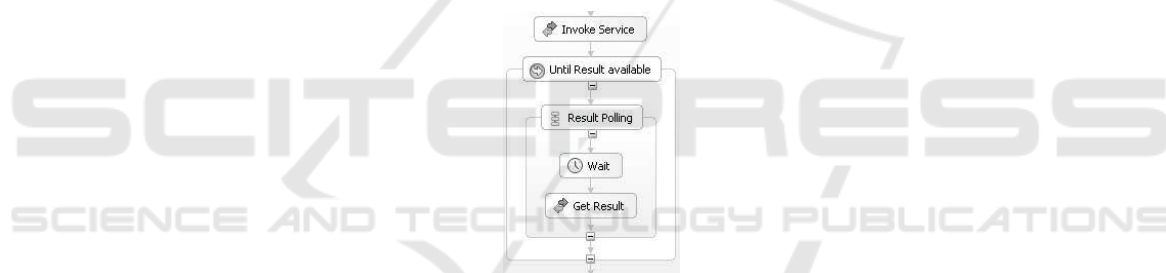 Invoke Service
Until Result available
SCITEPRESS
Result Polling
Wait
Get Result
SCIENCE AND TECHNOLOGY PUBLICATIONS